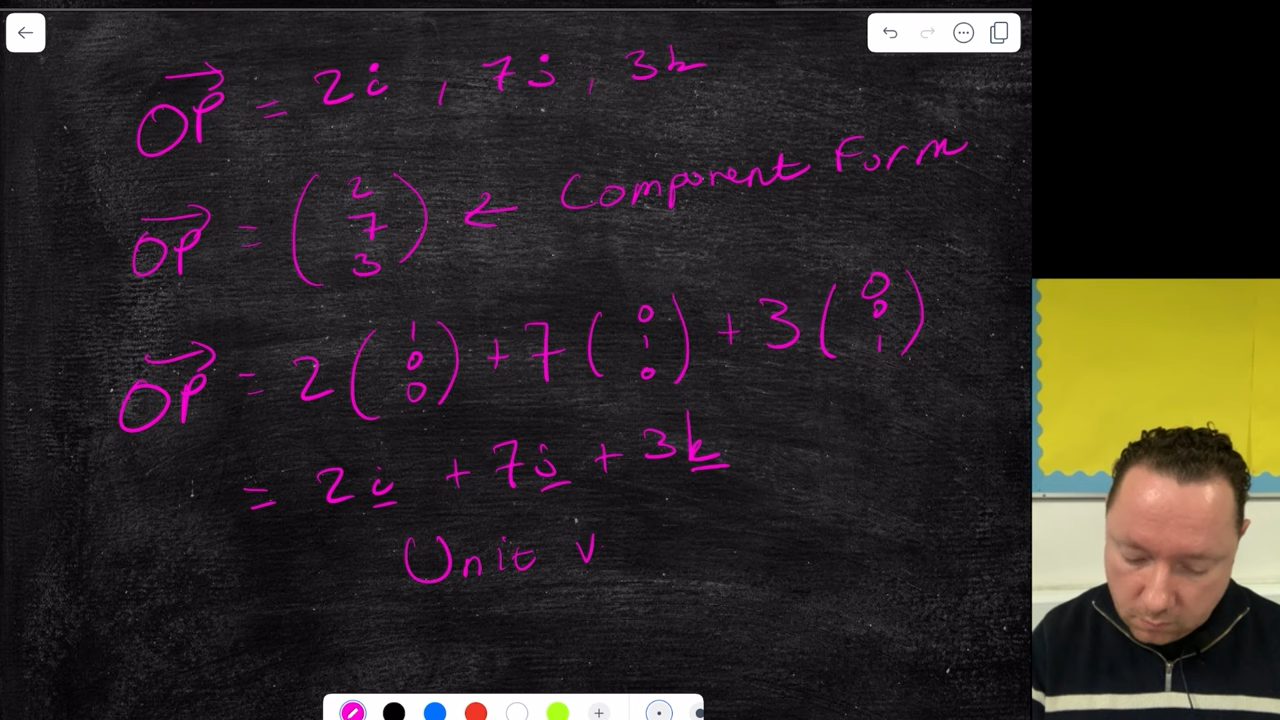 OP = 2i , 7j , 3k
OP = ( 2 7 3 ) ← Component Form
OP = 2 ( 1 0 0 ) + 7 ( 0 1 0 ) + 3 ( 0 0 1 )
= 2i + 7j + 3k
Unit v